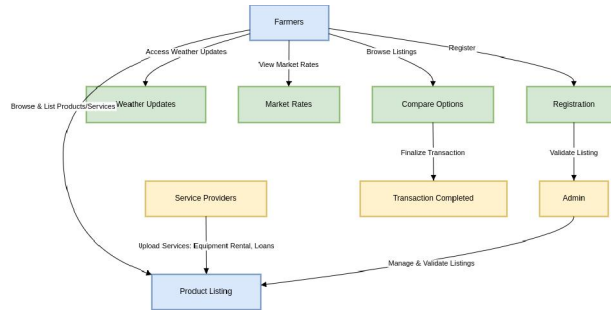 Farmers
Access Weather Updates
Browse Listings
Register
View Market Rates
Browse & List Products/Services
Weather Updates
Market Rates
Compare Options
Registration
Finalize Transaction
Validate Listing
Service Providers
Transaction Completed
Admin
Upload Services: Equipment Rental, Loans
Manage & Validate Listings
Product Listing